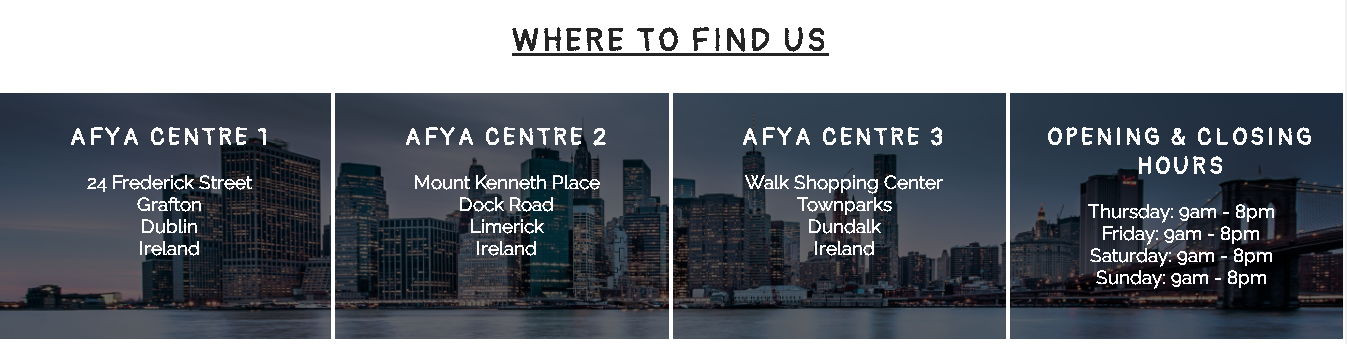 WHERE TO FIND US
AFYA CENTRE 1
24 Frederick Street
Grafton
Dublin
Ireland
AFYA CENTRE 2
Mount Kenneth Place
Dock Road
Limerick
Ireland
AFYA CENTRE 3
Walk Shopping Center
Townparks
Dundalk
Ireland
OPENING & CLOSING
HOURS
Thursday: 9am - 8pm
Friday: 9am - 8pm
Saturday: 9am - 8pm
Sunday: 9am - 8pm